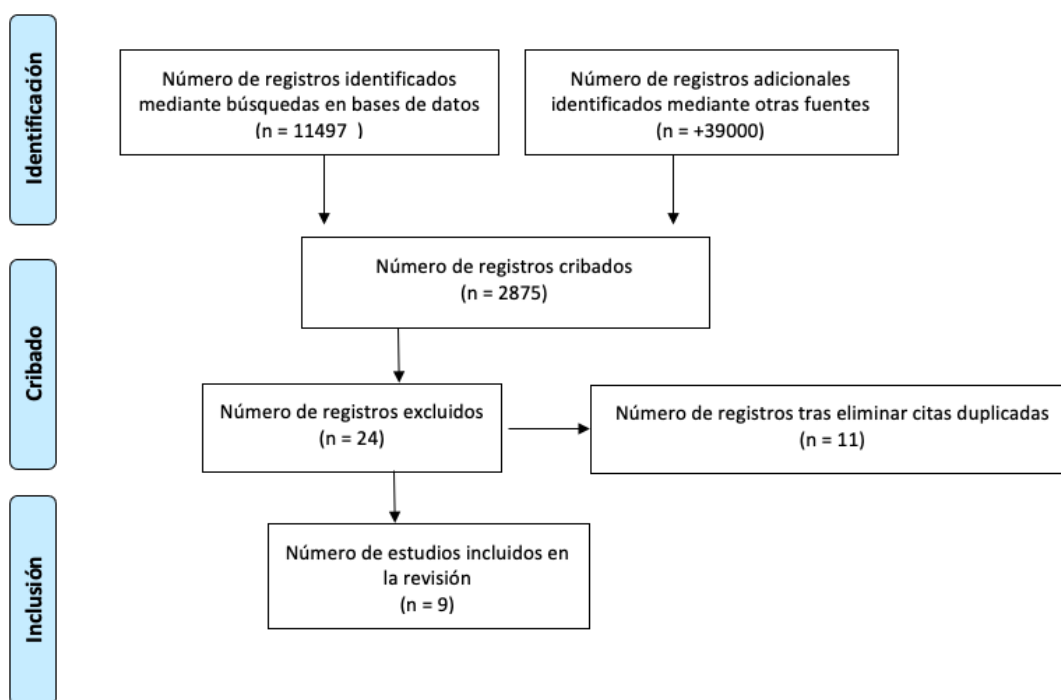 Identificación
Número de registros identificados
mediante búsquedas en bases de datos
(n = 11497 )
Número de registros adicionales
identificados mediante otras fuentes
(n = +39000)
Cribado
Número de registros cribados
(n = 2875)
Número de registros excluidos
(n = 24)
Número de registros tras eliminar citas duplicadas
(n = 11)
Inclusión
Número de estudios incluidos en
la revisión
(n = 9)